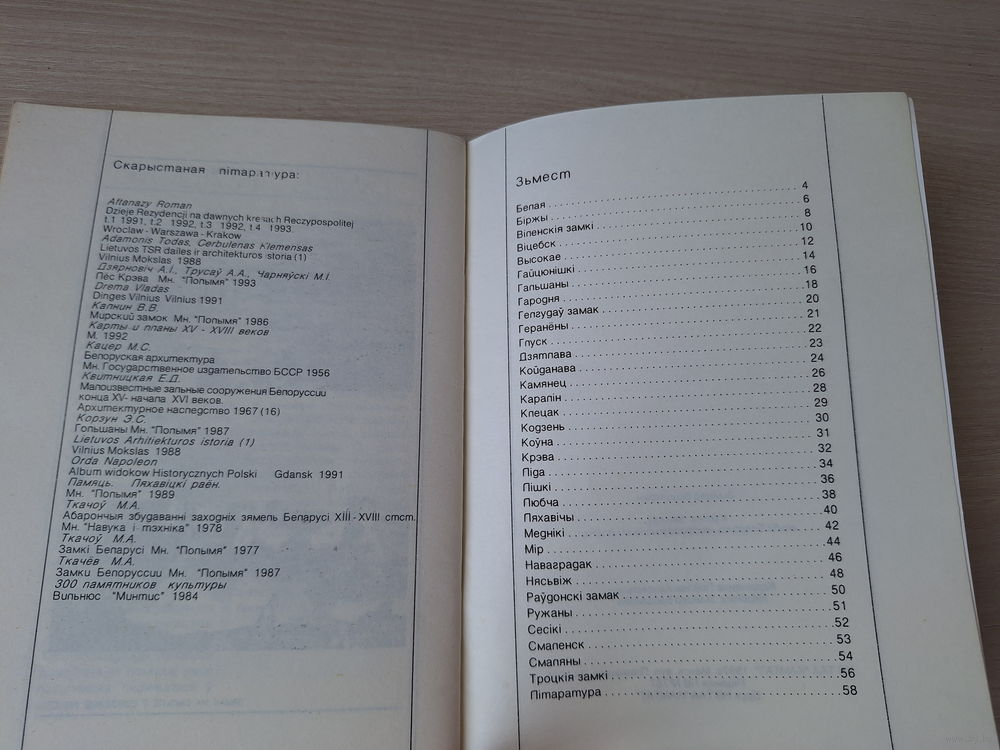 Скарыстаная літаратура:
Aftanazy Roman
Dzieje Rezydencji na dawnych kresach Reczypospolitej
t.1 1991, t.2 1992, t.3 1992, t.4 1993.
Wroclaw - Warszawa - Krakow
Adamonis Todas, Cerbulenas Klemensas
Lietuvos TSR dailes ir architekturos istoria (1)
Vilnius Mokslas 1988
Дзярновіч А.І., Трусаў А.А., Чарняўскі М.І.
Лёс Крэва Мн. "Полымя" 1993
Drema Vladas
Dinges Vilnius Vilnius 1991
Калнин В.В.
Мирский замок Мн. "Полымя" 1986
Карты и планы XV - XVIII веков
М. 1992
Кацер М.С.
Белоруская архитектура
Мн. Государственное издательство БССР 1956
Квитницкая Е.Д.
Малоизвестные зальные сооружения Белоруссии
конца XV- начала XVI веков.
Архитектурное наследство 1967 (16)
Корзун Э.С.
Гольшаны Мн. "Полымя" 1987
Lietuvos Arhitiekturos istoria (1)
Vilnius Mokslas 1988
Orda Napoleon
Album widokow Historycznych Polski Gdansk 1991
Памяць. Ляхавіцкі раён.
Мн. "Полымя" 1989
Ткачоў М.А.
Абарончыя збудаванні заходніх зямель Беларусі XIII - XVIII стст.
Мн. "Навука і тэхніка" 1978
Ткачоў М.А.
Замкі Беларусі Мн. "Полымя" 1977
Ткачёв М.А.
Замки Белоруссии Мн. "Полымя" 1987
300 памятников культуры
Вильнюс "Минтис" 1984
Зьмест
Белая 4
Біржы 6
Віленскія замкі 8
Віцебск 10
Высокае 12
Гайцюнішкі 14
Гальшаны 16
Гародня 18
Гелгудаў замак 20
Геранёны 21
Глуск 22
Дзятлава 23
Койданава 24
Камянец 26
Каралін 28
Клецак 29
Кодзень 30
Коўна 31
Крэва 32
Ліда 34
Лішкі 36
Любча 38
Ляхавічы 40
Меднікі 42
Мір 44
Наваградак 46
Нясьвіж 48
Раўдонскі замак 50
Ружаны 51
Сесікі 52
Смаленск 53
Смаляны 54
Троцкія замкі 56
Літаратура 58